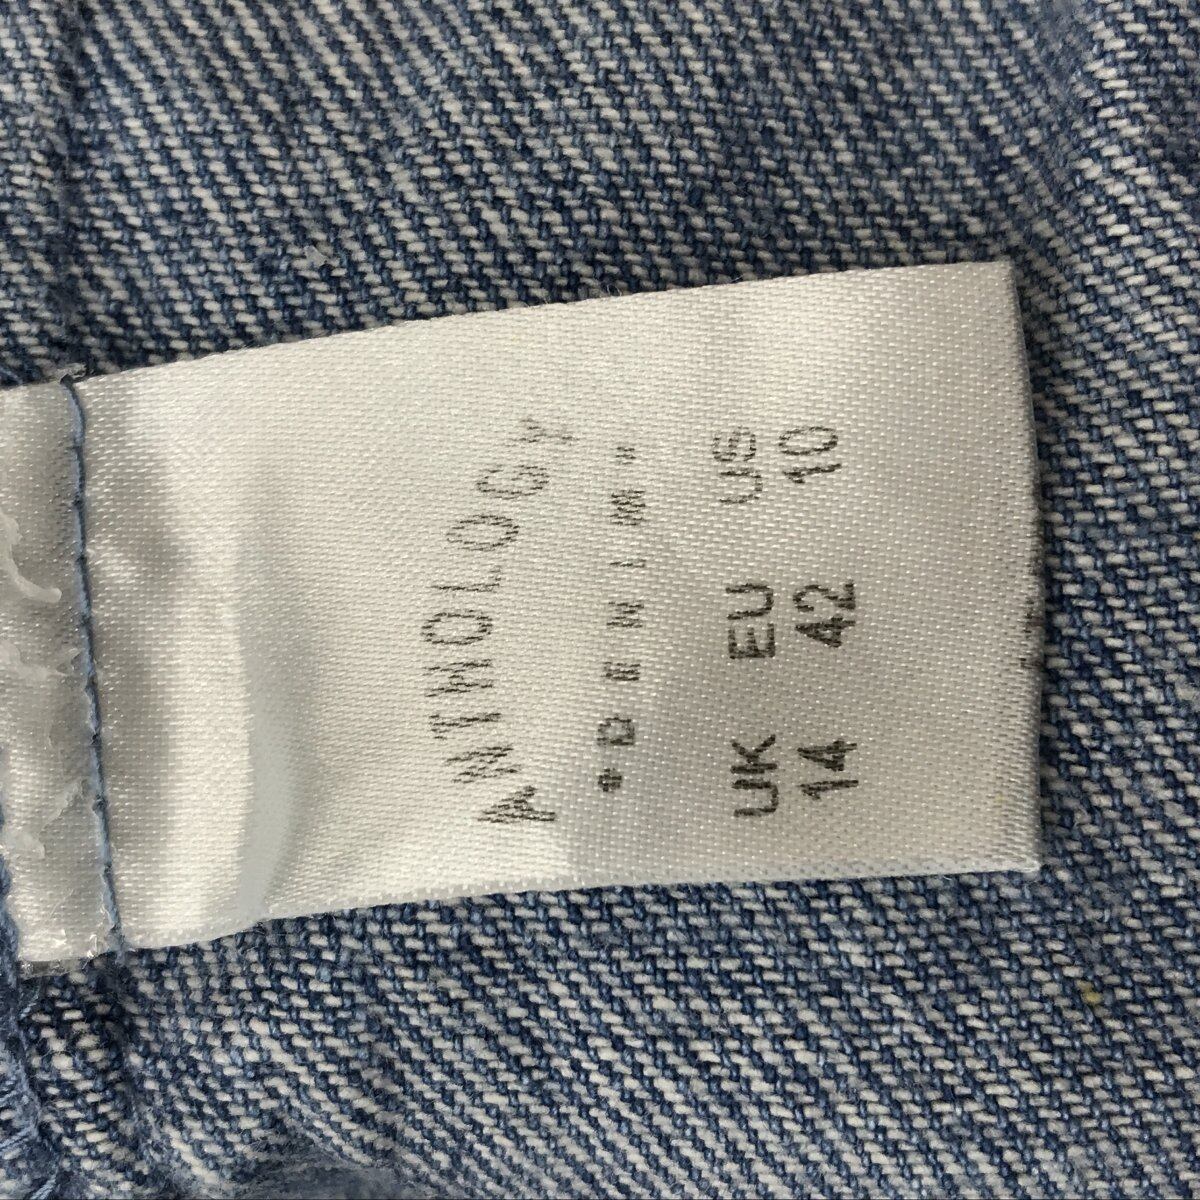 ANTHOLOGY
DENIM
UK EU US
14 42 10